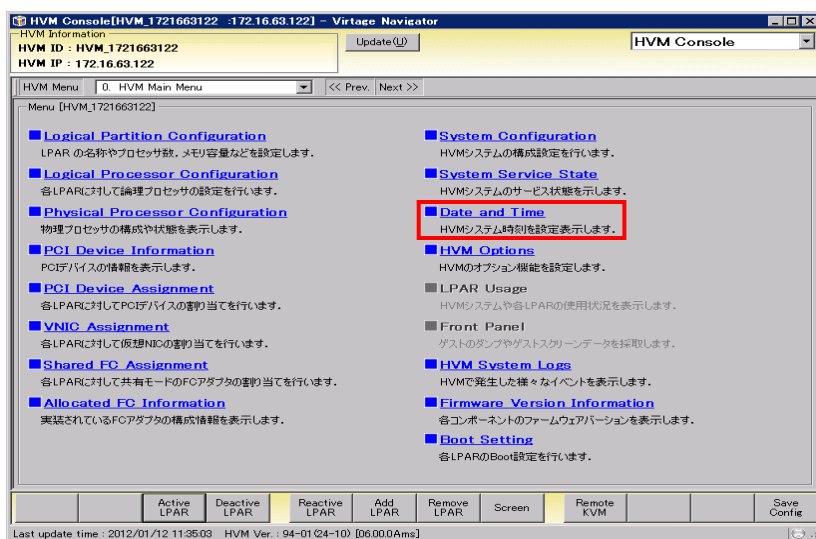 HVM Console[HVM_1721663122 :172.16.63.122] - Virtage Navigator
HVM Information
HVM ID : HVM_1721663122
HVM IP : 172.16.63.122
Update(U)
HVM Console
HVM Menu
0. HVM Main Menu
<< Prev.
Next >>
Menu [HVM_1721663122]
Logical Partition Configuration
LPAR の名称やプロセッサ数, メモリ容量などを設定します.
Logical Processor Configuration
各LPARに対して論理プロセッサの設定を行います.
Physical Processor Configuration
物理プロセッサの構成や状態を表示します.
PCI Device Information
PCIデバイスの情報を表示します.
PCI Device Assignment
各LPARに対してPCIデバイスの割り当てを行います.
VNIC Assignment
各LPARに対して仮想NICの割り当てを行います.
Shared FC Assignment
各LPARに対して共有モードのFCアダプタの割り当てを行います.
Allocated FC Information
実装されているFCアダプタの構成情報を表示します.
System Configuration
HVMシステムの構成設定を行います.
System Service State
HVMシステムのサービス状態を示します.
Date and Time
HVMシステム時刻を設定表示します.
HVM Options
HVMのオプション機能を設定します.
LPAR Usage
HVMシステムや各LPARの使用状況を表示します.
Front Panel
ゲストのダンプやゲストスクリーンデータを採取します.
HVM System Logs
HVMで発生した様々なイベントを表示します.
Firmware Version Information
各コンポーネントのファームウェアバージョンを表示します.
Boot Setting
各LPARのBoot設定を行います.
Active LPAR
Deactive LPAR
Reactive LPAR
Add LPAR
Remove LPAR
Screen
Remote KVM
Save Config
Last update time : 2012/01/12 11:35:03 HVM Ver. : 94-01(24-10) [06.00.0Ams]